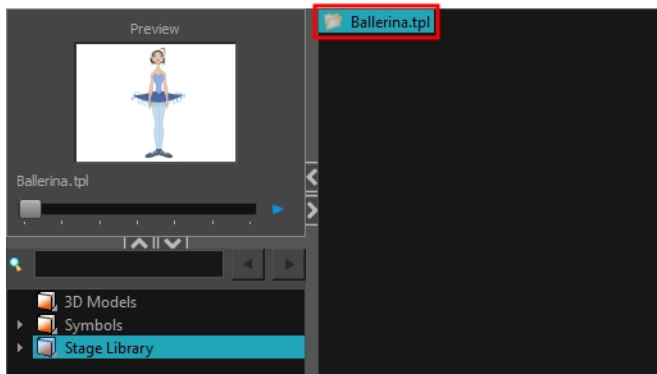 Preview
Ballerina.tpl
Ballerina.tpl
3D Models
Symbols
Stage Library